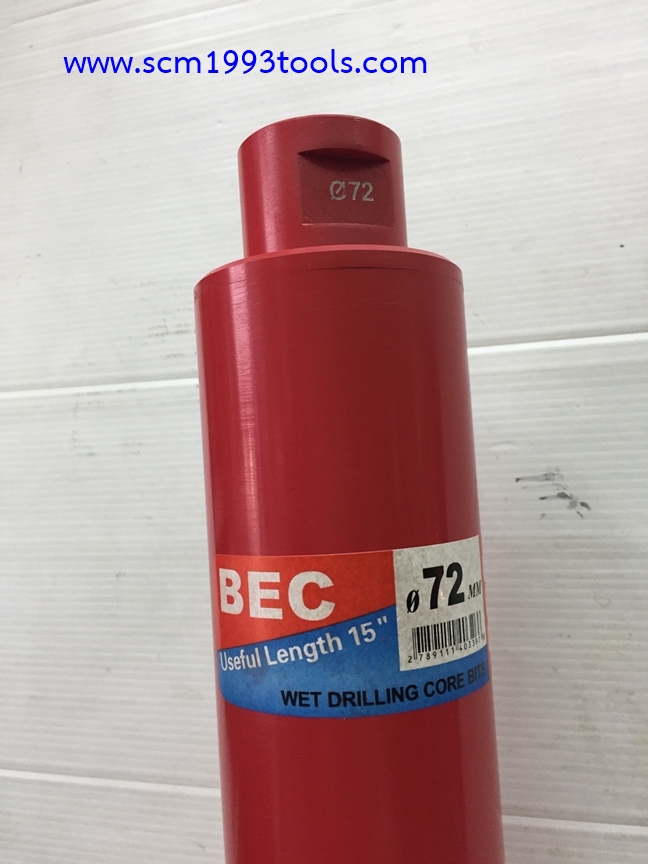 www.scm1993tools.com
Ø72
BEC
ø72 MM
Useful Length 15"
WET DRILLING CORE BITS